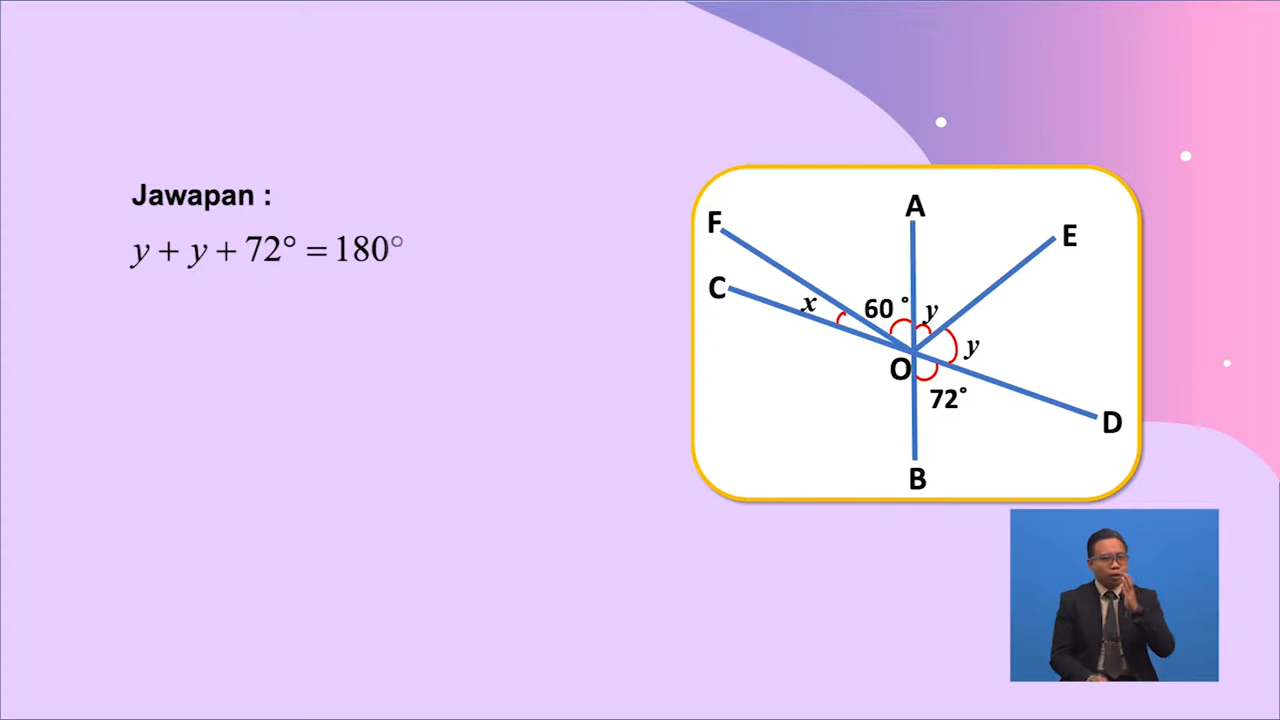 Jawapan :
y + y + 72° = 180°
A
F
E
C
x
60°
y
y
O
72°
D
B